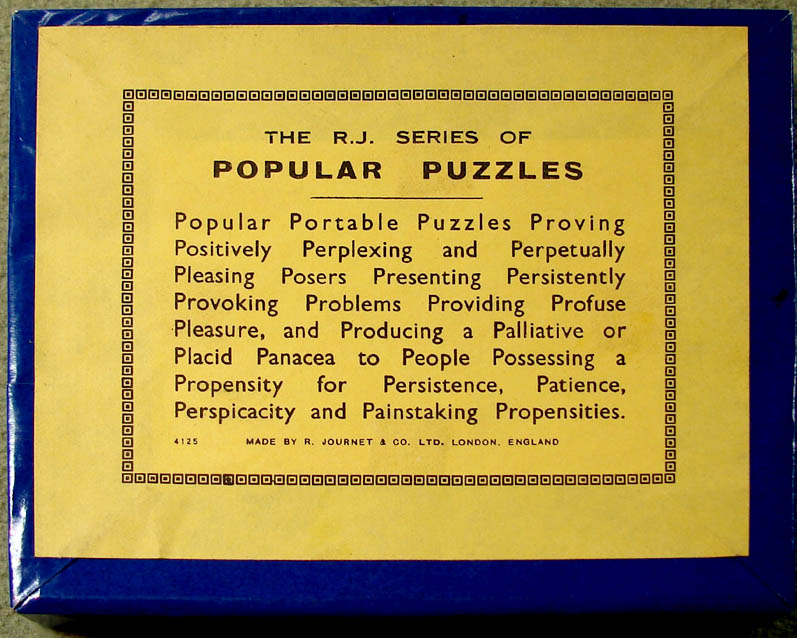 THE R.J. SERIES OF
POPULAR PUZZLES
Popular Portable Puzzles Proving
Positively Perplexing and Perpetually
Pleasing Posers Presenting Persistently
Provoking Problems Providing Profuse
Pleasure, and Producing a Palliative or
Placid Panacea to People Possessing a
Propensity for Persistence, Patience,
Perspicacity and Painstaking Propensities.
4125 MADE BY R. JOURNET & CO. LTD. LONDON, ENGLAND